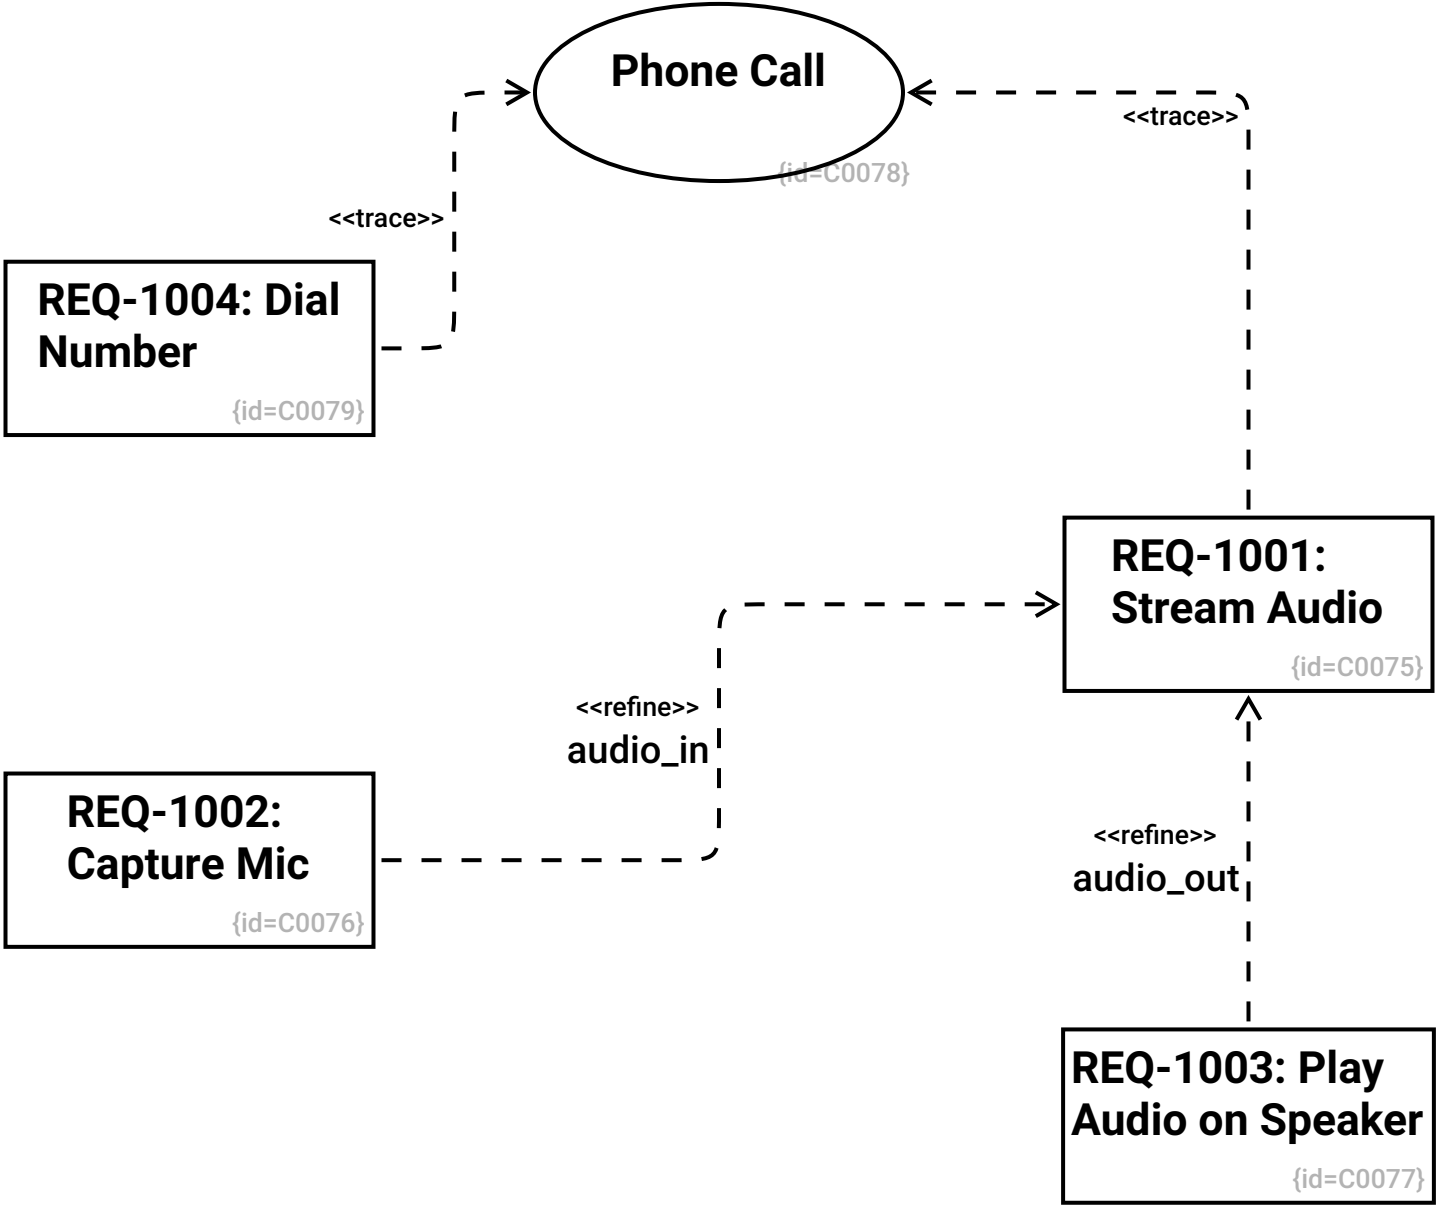 Phone Call
{id=C0078}
<<trace>>
<<trace>>
REQ-1004: Dial
Number
{id=C0079}
REQ-1001:
Stream Audio
{id=C0075}
<<refine>>
audio_in
REQ-1002:
Capture Mic
{id=C0076}
<<refine>>
audio_out
REQ-1003: Play
Audio on Speaker
{id=C0077}